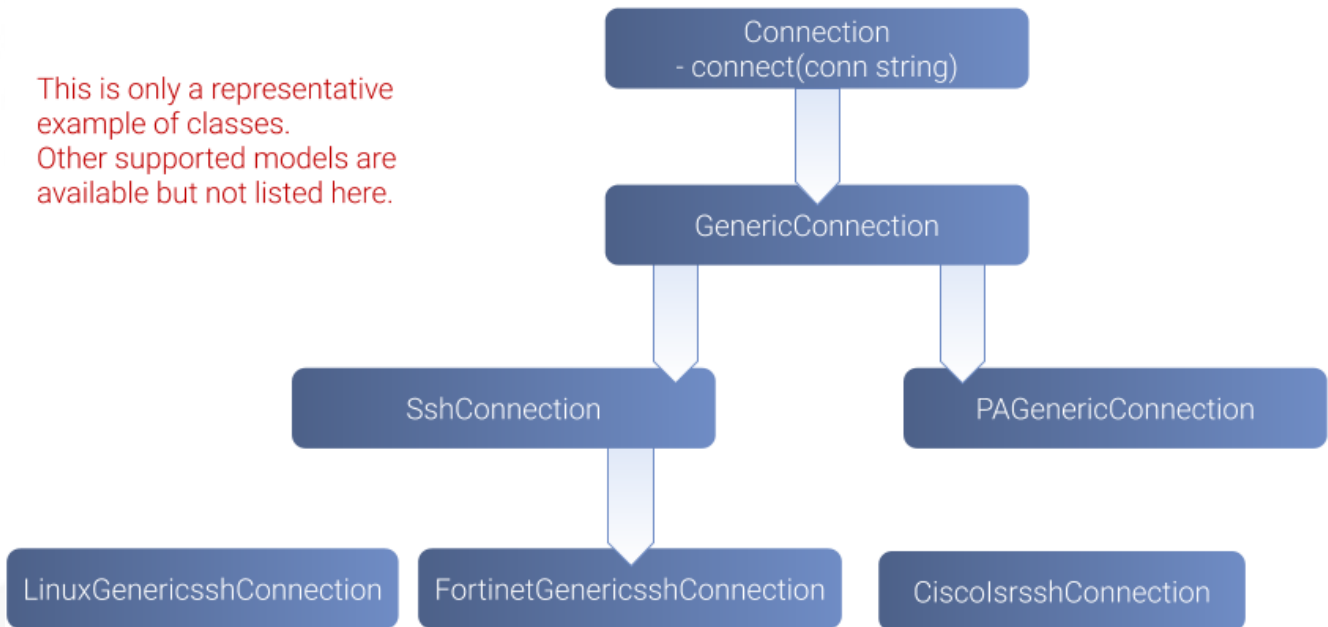 Connection
- connect(conn string)
This is only a representative
example of classes.
Other supported models are
available but not listed here.
GenericConnection
SshConnection
PAGenericConnection
LinuxGenericsshConnection
FortinetGenericsshConnection
CiscoIsrsshConnection